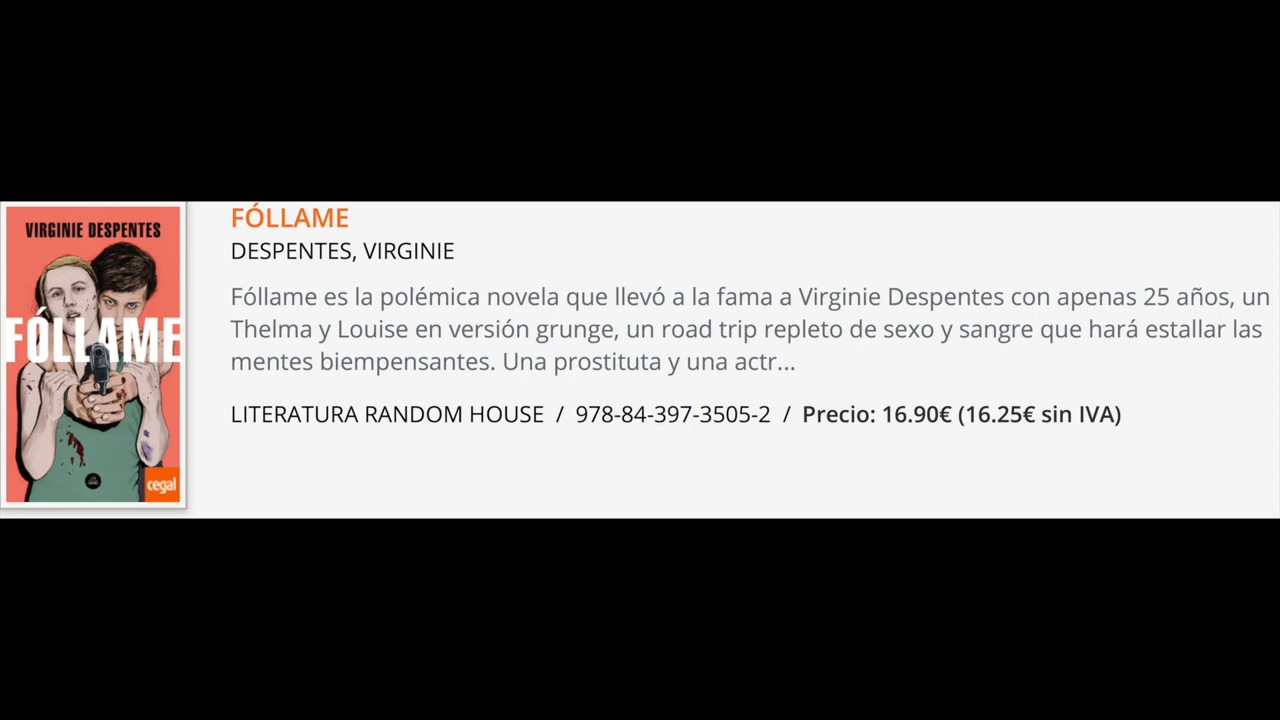 VIRGINIE DESPENTES
FÓLLAME
cegal
FÓLLAME
DESPENTES, VIRGINIE
Fóllame es la polémica novela que llevó a la fama a Virginie Despentes con apenas 25 años, un
Thelma y Louise en versión grunge, un road trip repleto de sexo y sangre que hará estallar las
mentes biempensantes. Una prostituta y una actr...
LITERATURA RANDOM HOUSE / 978-84-397-3505-2 / Precio: 16.90€ (16.25€ sin IVA)